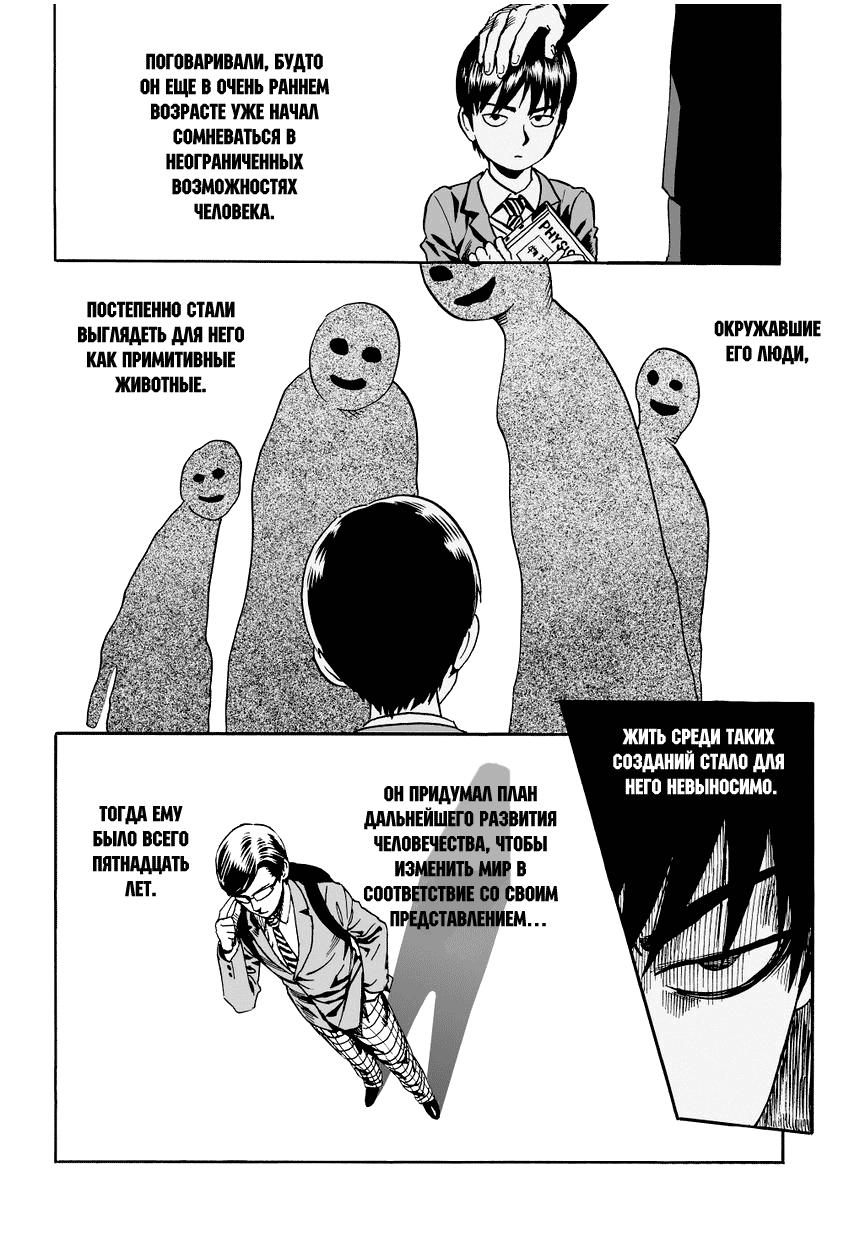 ПОГОВАРИВАЛИ, БУДТО
ОН ЕЩЕ В ОЧЕНЬ РАННЕМ
ВОЗРАСТЕ УЖЕ НАЧАЛ
СОМНЕВАТЬСЯ В
НЕОГРАНИЧЕННЫХ
ВОЗМОЖНОСТЯХ
ЧЕЛОВЕКА.
PHYSI
ОКРУЖАВШИЕ
ЕГО ЛЮДИ,
ПОСТЕПЕННО СТАЛИ
ВЫГЛЯДЕТЬ ДЛЯ НЕГО
КАК ПРИМИТИВНЫЕ
ЖИВОТНЫЕ.
ЖИТЬ СРЕДИ ТАКИХ
СОЗДАНИЙ СТАЛО ДЛЯ
НЕГО НЕВЫНОСИМО.
ТОГДА ЕМУ
БЫЛО ВСЕГО
ПЯТНАДЦАТЬ
ЛЕТ.
ОН ПРИДУМАЛ ПЛАН
ДАЛЬНЕЙШЕГО РАЗВИТИЯ
ЧЕЛОВЕЧЕСТВА, ЧТОБЫ
ИЗМЕНИТЬ МИР В
СООТВЕТСТВИЕ СО СВОИМ
ПРЕДСТАВЛЕНИЕМ...